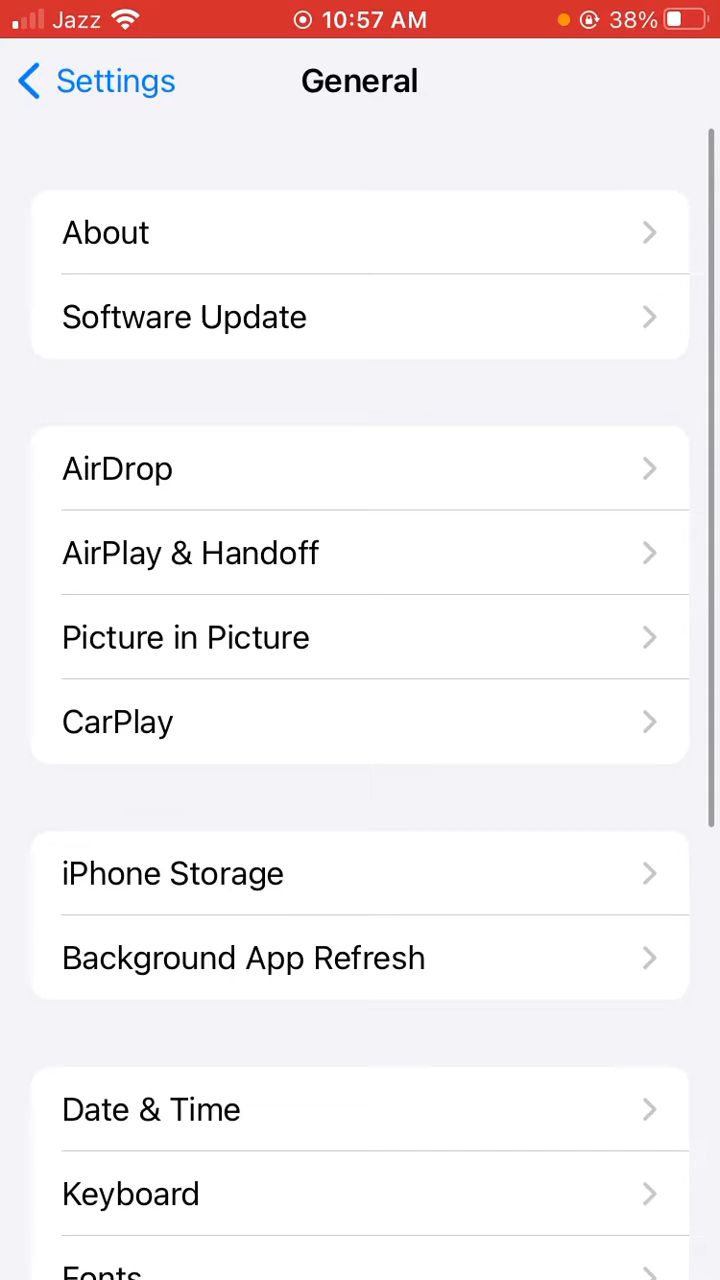 Jazz 10:57 AM 38%
Settings General
About
Software Update
AirDrop
AirPlay & Handoff
Picture in Picture
CarPlay
iPhone Storage
Background App Refresh
Date & Time
Keyboard
Fonts